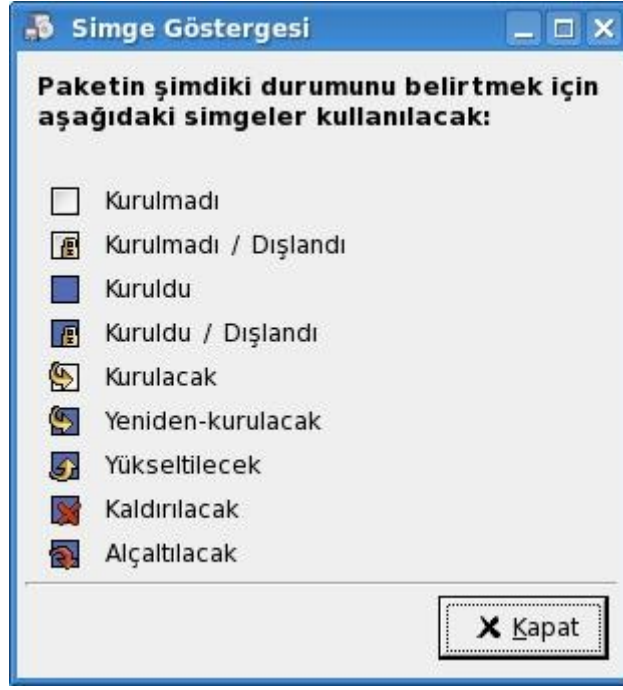 Simge Göstergesi
Paketin şimdiki durumunu belirtmek için
aşağıdaki simgeler kullanılacak:
Kurulmadı
Kurulmadı / Dışlandı
Kuruldu
Kuruldu / Dışlandı
Kurulacak
Yeniden-kurulacak
Yükseltilecek
Kaldırılacak
Alçaltılacak
Kapat